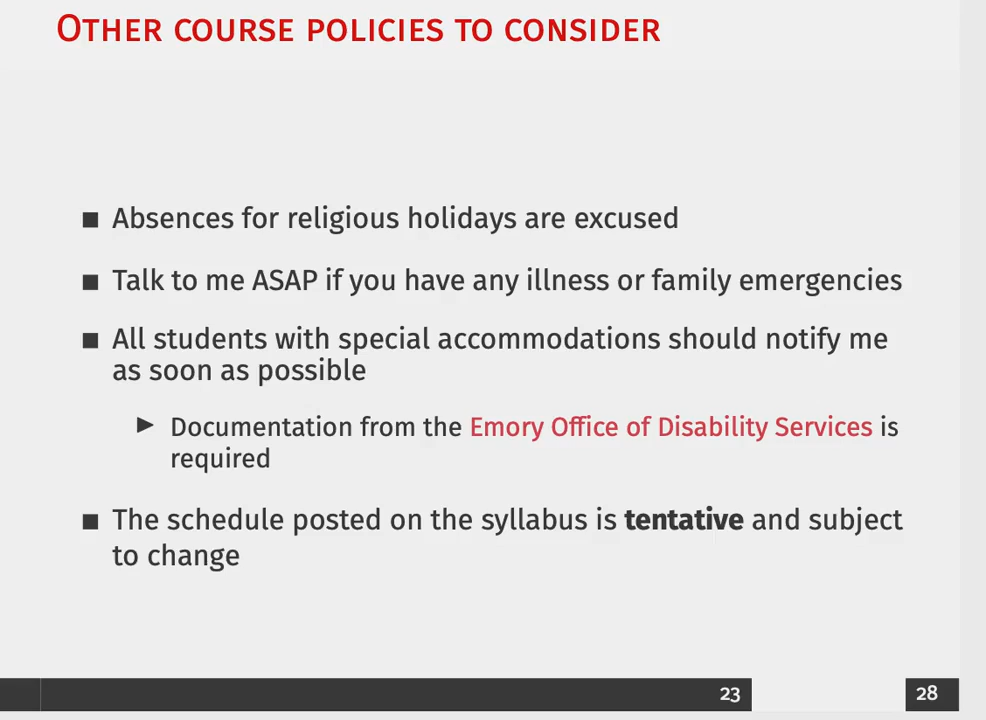 OTHER COURSE POLICIES TO CONSIDER
■ Absences for religious holidays are excused
■ Talk to me ASAP if you have any illness or family emergencies
■ All students with special accommodations should notify me
as soon as possible
▶ Documentation from the Emory Office of Disability Services is
required
■ The schedule posted on the syllabus is tentative and subject
to change
23 28